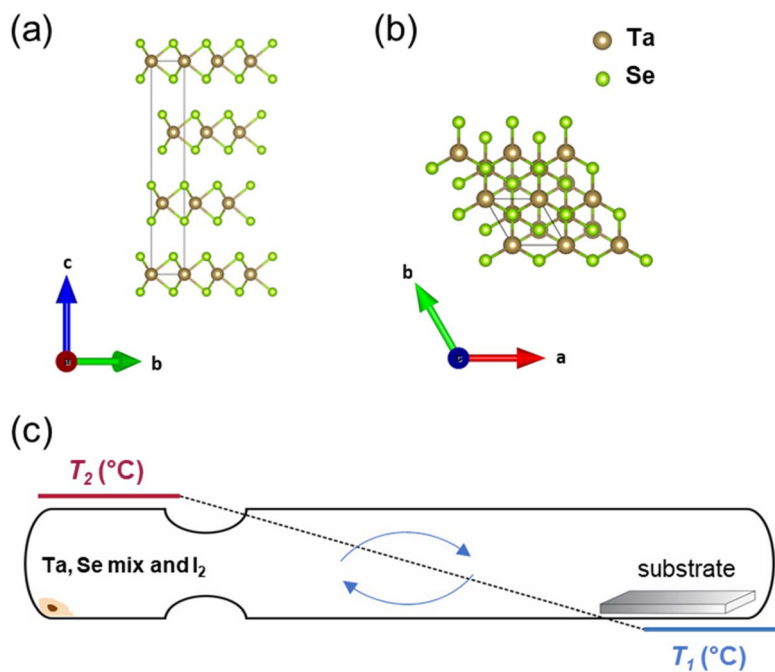 (a)
(b)
Ta
Se
c
b
b
a
(c)
T2 (°C)
Ta, Se mix and I2
substrate
T1 (°C)